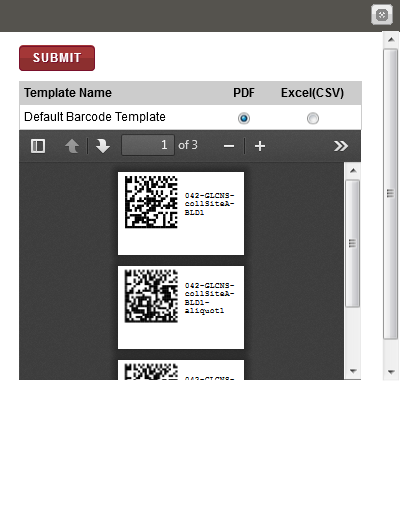 SUBMIT
Template Name PDF Excel(CSV)
Default Barcode Template
1 of 3
042-GLCNS-
collSiteA-
BLD1
042-GLCNS-
collSiteA-
BLD1-
aliquot1
042-GLCNS-